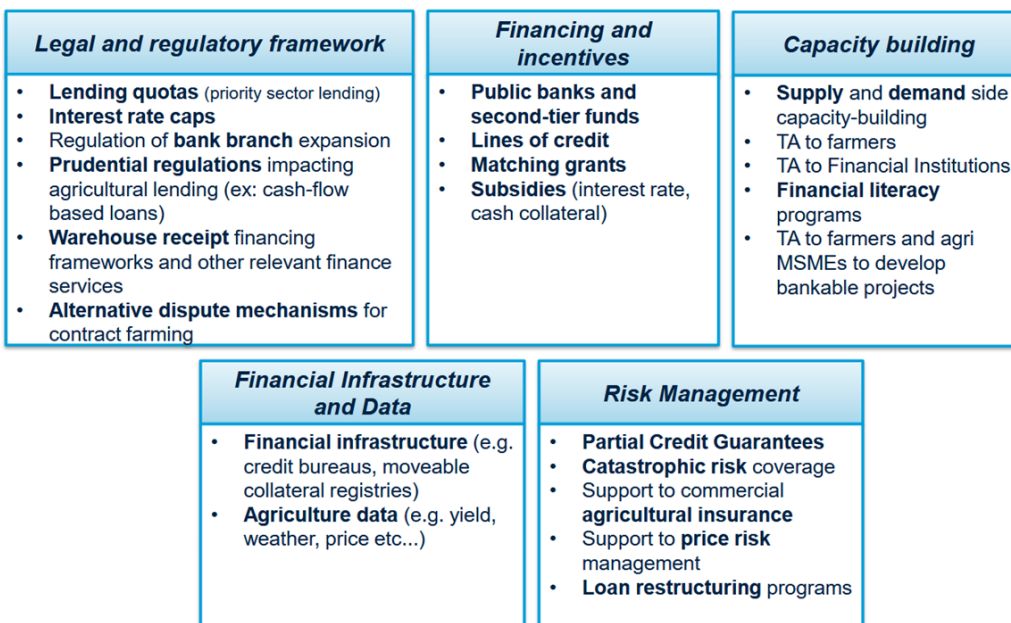 Legal and regulatory framework
• Lending quotas (priority sector lending)
• Interest rate caps
• Regulation of bank branch expansion
• Prudential regulations impacting
agricultural lending (ex: cash-flow
based loans)
• Warehouse receipt financing
frameworks and other relevant finance
services
• Alternative dispute mechanisms for
contract farming
Financing and
incentives
• Public banks and
second-tier funds
• Lines of credit
• Matching grants
• Subsidies (interest rate,
cash collateral)
Capacity building
• Supply and demand side
capacity-building
• TA to farmers
• TA to Financial Institutions
• Financial literacy
programs
• TA to farmers and agri
MSMEs to develop
bankable projects
Financial Infrastructure
and Data
• Financial infrastructure (e.g.
credit bureaus, moveable
collateral registries)
• Agriculture data (e.g. yield,
weather, price etc...)
Risk Management
• Partial Credit Guarantees
• Catastrophic risk coverage
• Support to commercial
agricultural insurance
• Support to price risk
management
• Loan restructuring programs